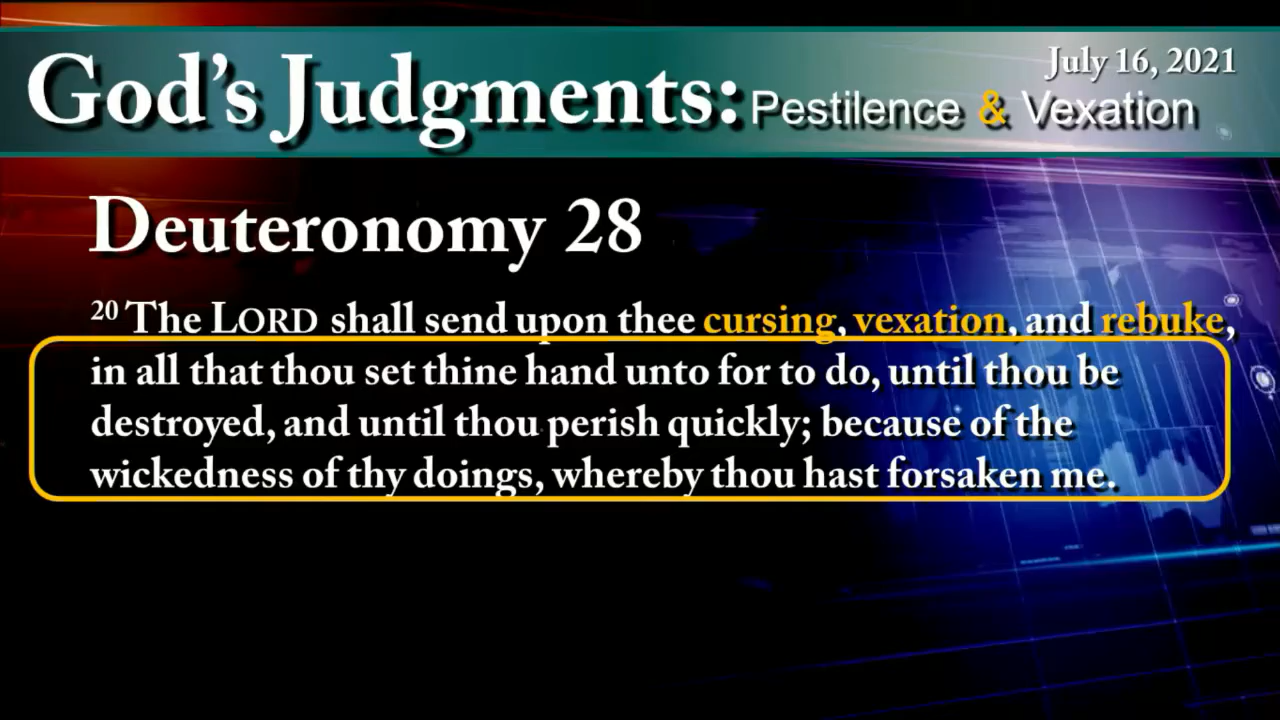 July 16, 2021
God's Judgments: Pestilence & Vexation
Deuteronomy 28
20 The LORD shall send upon thee cursing, vexation, and rebuke,
in all that thou set thine hand unto for to do, until thou be
destroyed, and until thou perish quickly; because of the
wickedness of thy doings, whereby thou hast forsaken me.